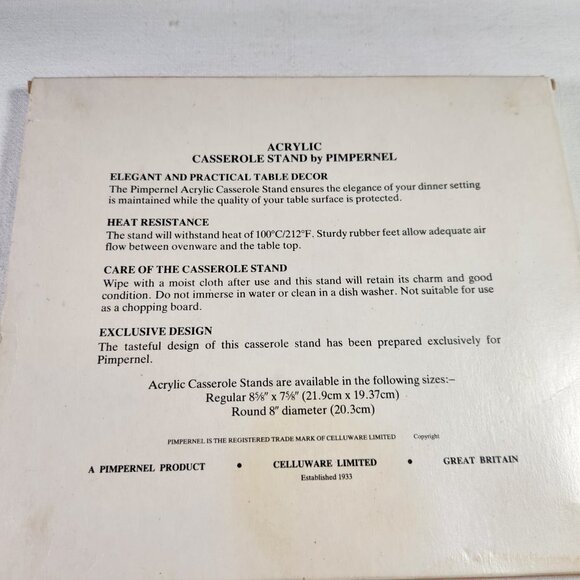 ACRYLIC
CASSEROLE STAND by PIMPERNEL
ELEGANT AND PRACTICAL TABLE DECOR
The Pimpernel Acrylic Casserole Stand ensures the elegance of your dinner setting
is maintained while the quality of your table surface is protected.
HEAT RESISTANCE
The stand will withstand heat of 100°C/212°F. Sturdy rubber feet allow adequate air
flow between ovenware and the table top.
CARE OF THE CASSEROLE STAND
Wipe with a moist cloth after use and this stand will retain its charm and good
condition. Do not immerse in water or clean in a dish washer. Not suitable for use
as a chopping board.
EXCLUSIVE DESIGN
The tasteful design of this casserole stand has been prepared exclusively for
Pimpernel.
Acrylic Casserole Stands are available in the following sizes:–
Regular 8⅝" x 7⅝" (21.9cm x 19.37cm)
Round 8" diameter (20.3cm)
PIMPERNEL IS THE REGISTERED TRADE MARK OF CELLUWARE LIMITED Copyright
A PIMPERNEL PRODUCT • CELLUWARE LIMITED • GREAT BRITAIN
Established 1933